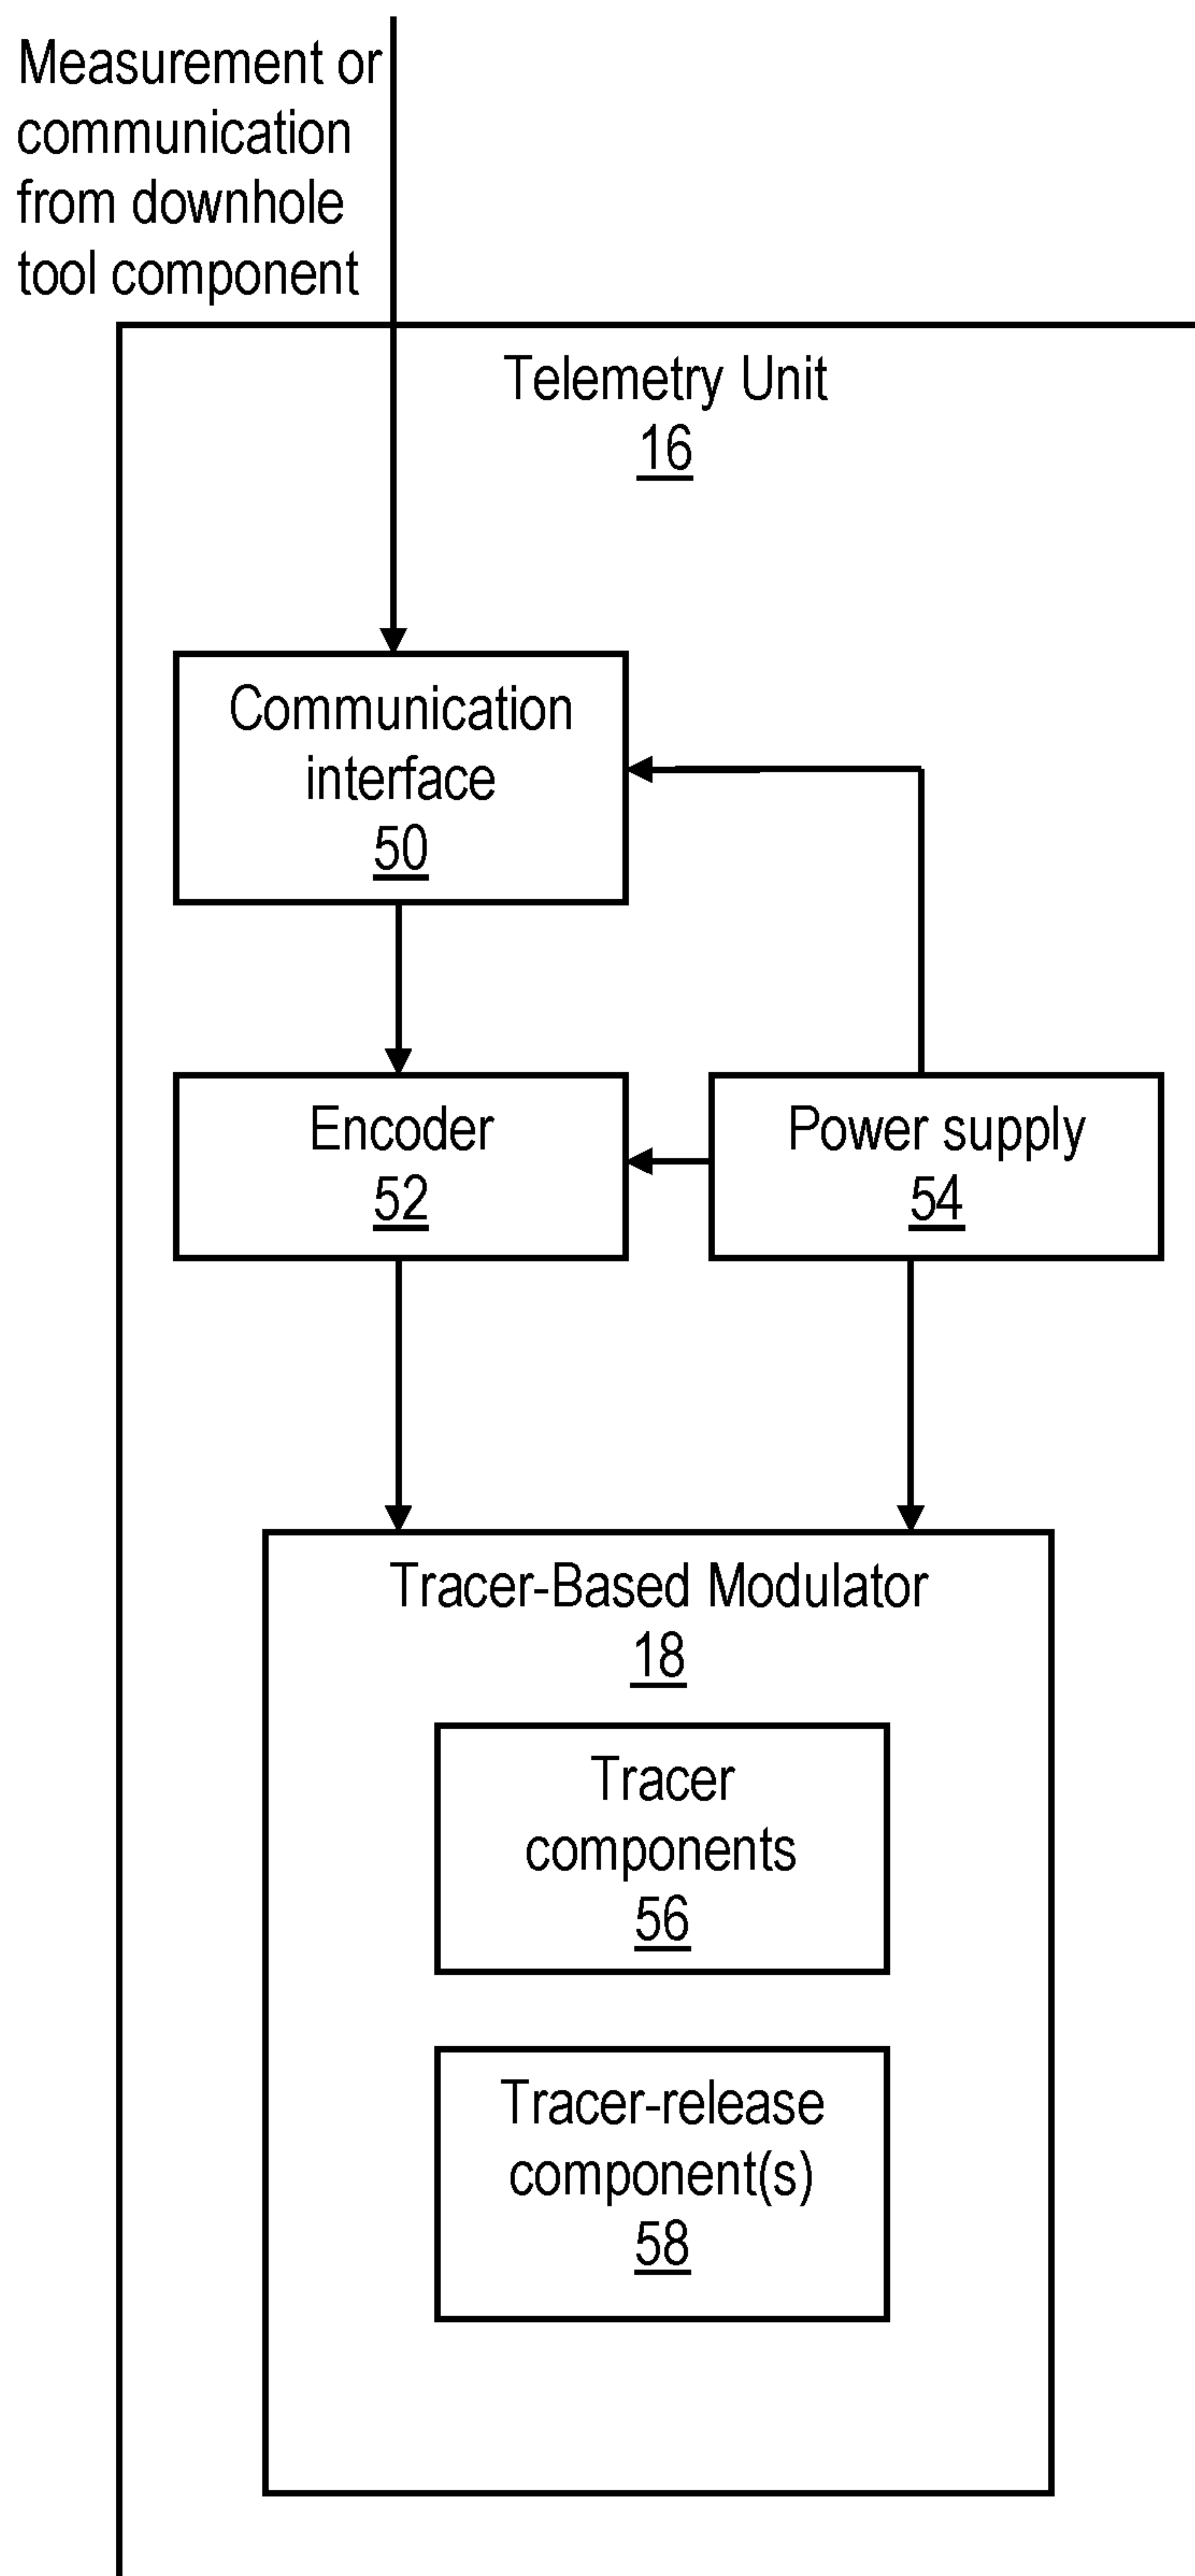 Measurement or
communication
from downhole
tool component
Telemetry Unit
16
Communication
interface
50
Encoder
52
Power supply
54
Tracer-Based Modulator
18
Tracer
components
56
Tracer-release
component(s)
58